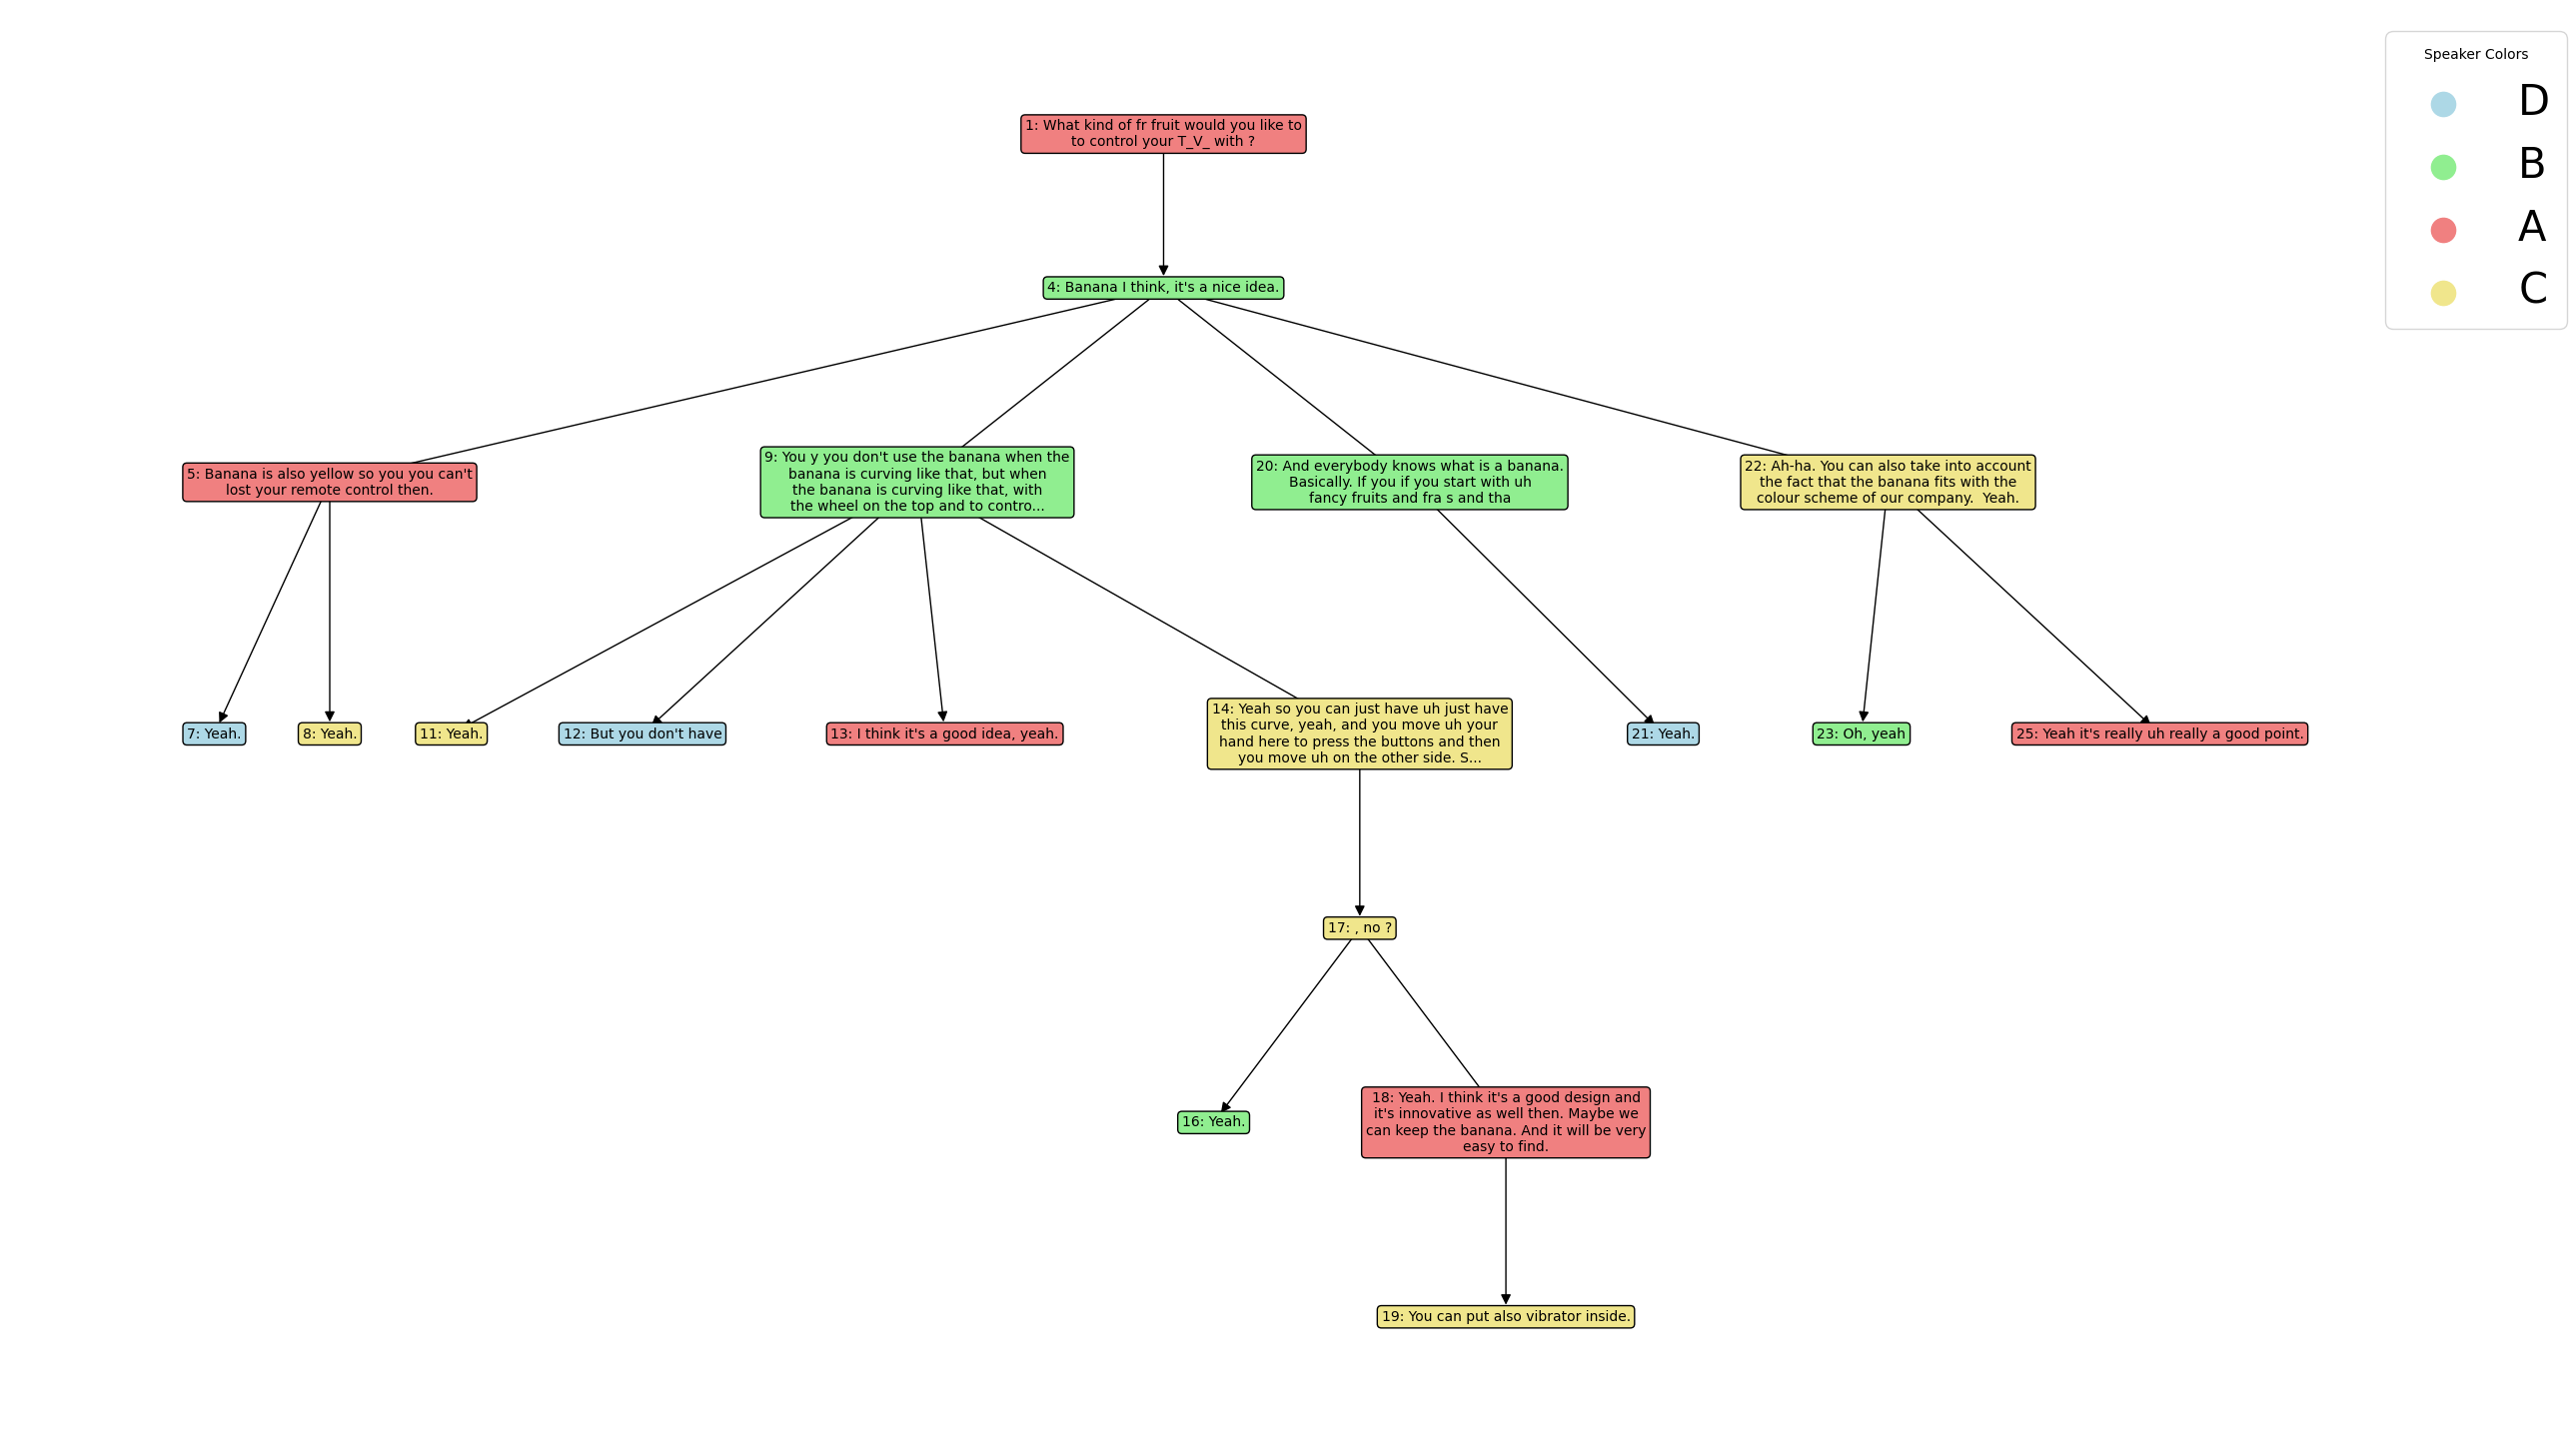 Speaker Colors
D
B
A
C
1: What kind of fr fruit would you like to
to control your T_V_ with ?
4: Banana I think, it's a nice idea.
5: Banana is also yellow so you you can't
lost your remote control then.
9: You y you don't use the banana when the
banana is curving like that, but when
the banana is curving like that, with
the wheel on the top and to contro...
20: And everybody knows what is a banana.
Basically. If you if you start with uh
fancy fruits and fra s and tha
22: Ah-ha. You can also take into account
the fact that the banana fits with the
colour scheme of our company.  Yeah.
7: Yeah.
8: Yeah.
11: Yeah.
12: But you don't have
13: I think it's a good idea, yeah.
14: Yeah so you can just have uh just have
this curve, yeah, and you move uh your
hand here to press the buttons and then
you move uh on the other side. S...
21: Yeah.
23: Oh, yeah
25: Yeah it's really uh really a good point.
17: , no ?
16: Yeah.
18: Yeah. I think it's a good design and
it's innovative as well then. Maybe we
can keep the banana. And it will be very
easy to find.
19: You can put also vibrator inside.